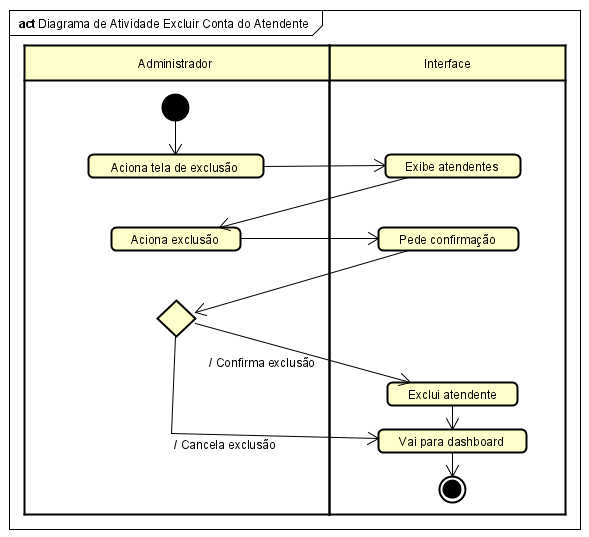 act Diagrama de Atividade Excluir Conta do Atendente
Administrador
Interface
Aciona tela de exclusão
Exibe atendentes
Aciona exclusão
Pede confirmação
/ Confirma exclusão
Exclui atendente
/ Cancela exclusão
Vai para dashboard